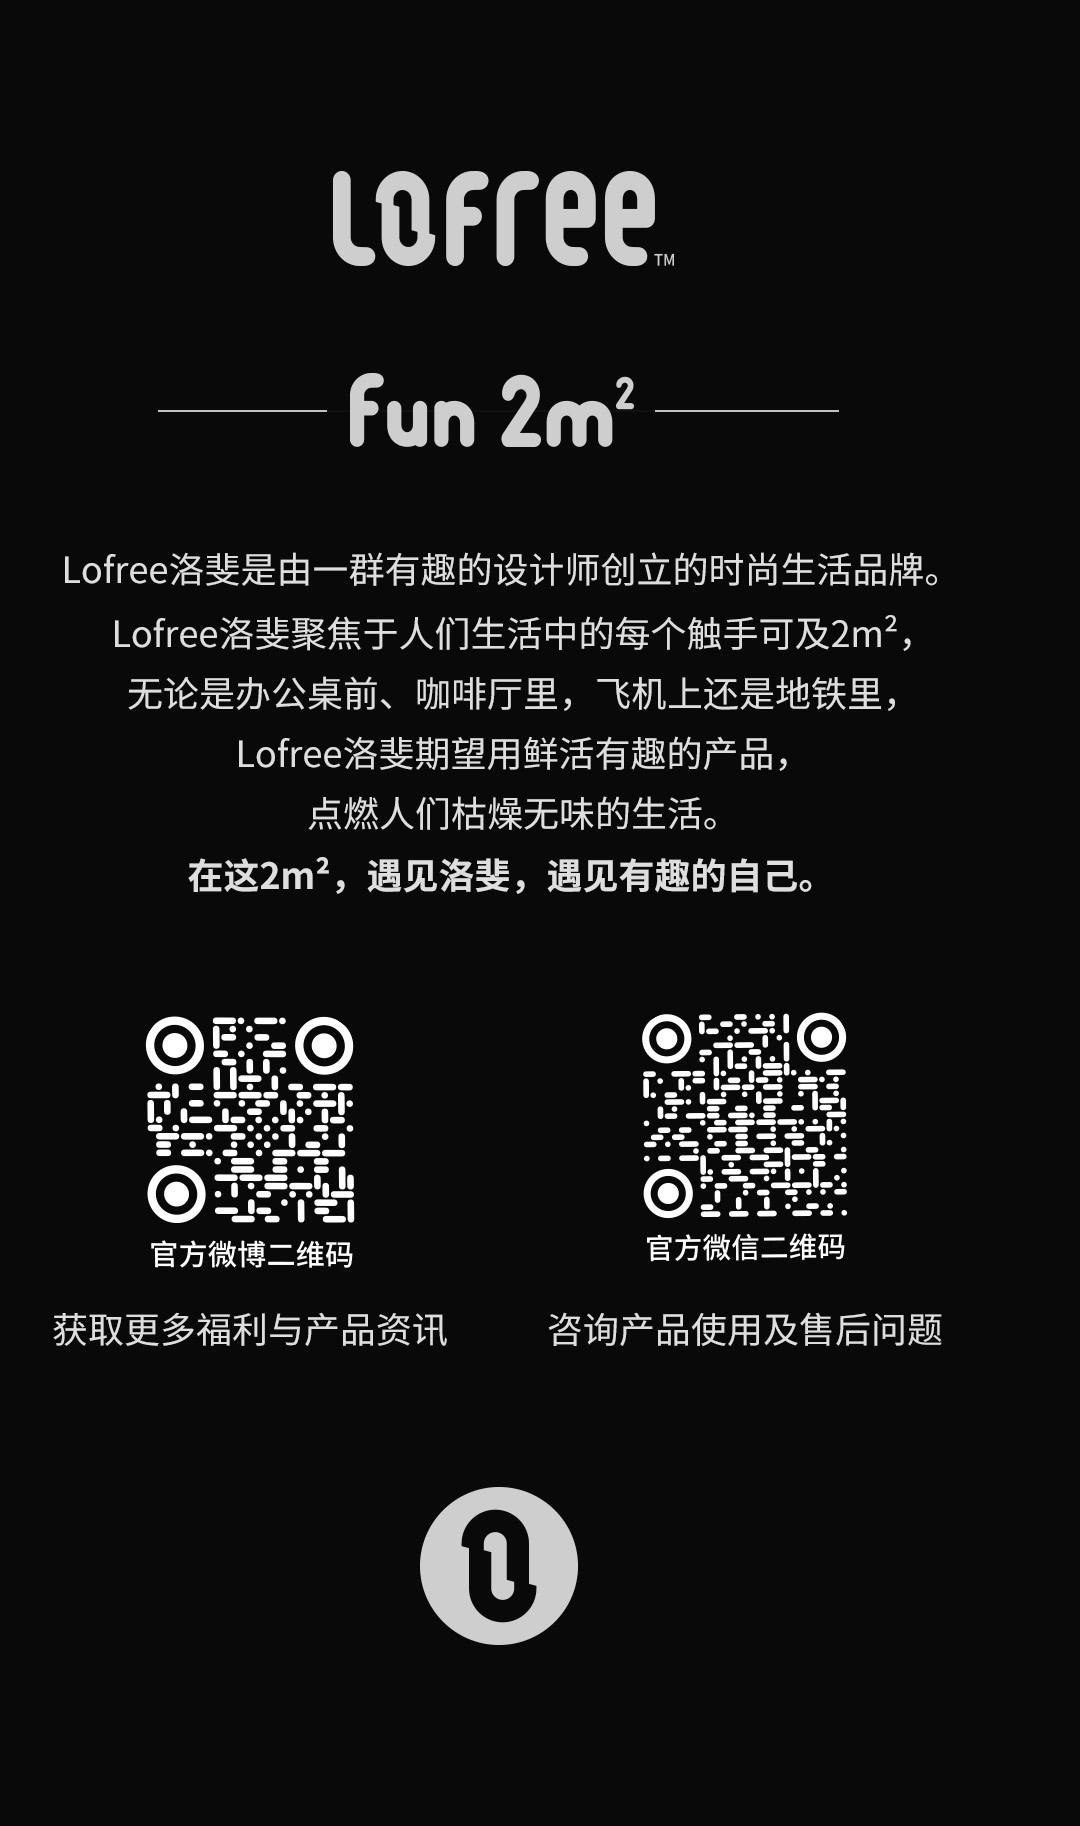 Lofree™
fun 2m²
Lofree洛斐是由一群有趣的设计师创立的时尚生活品牌。
Lofree洛斐聚焦于人们生活中的每个触手可及2m²，
无论是办公桌前、咖啡厅里，飞机上还是地铁里，
Lofree洛斐期望用鲜活有趣的产品，
点燃人们枯燥无味的生活。
在这2m²，遇见洛斐，遇见有趣的自己。
官方微博二维码
官方微信二维码
获取更多福利与产品资讯
咨询产品使用及售后问题